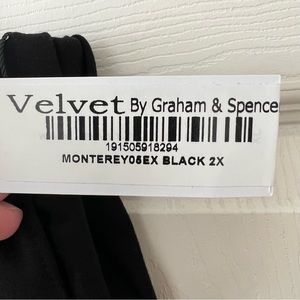 Velvet By Graham & Spence
191505918294
MONTEREY05EX BLACK 2X